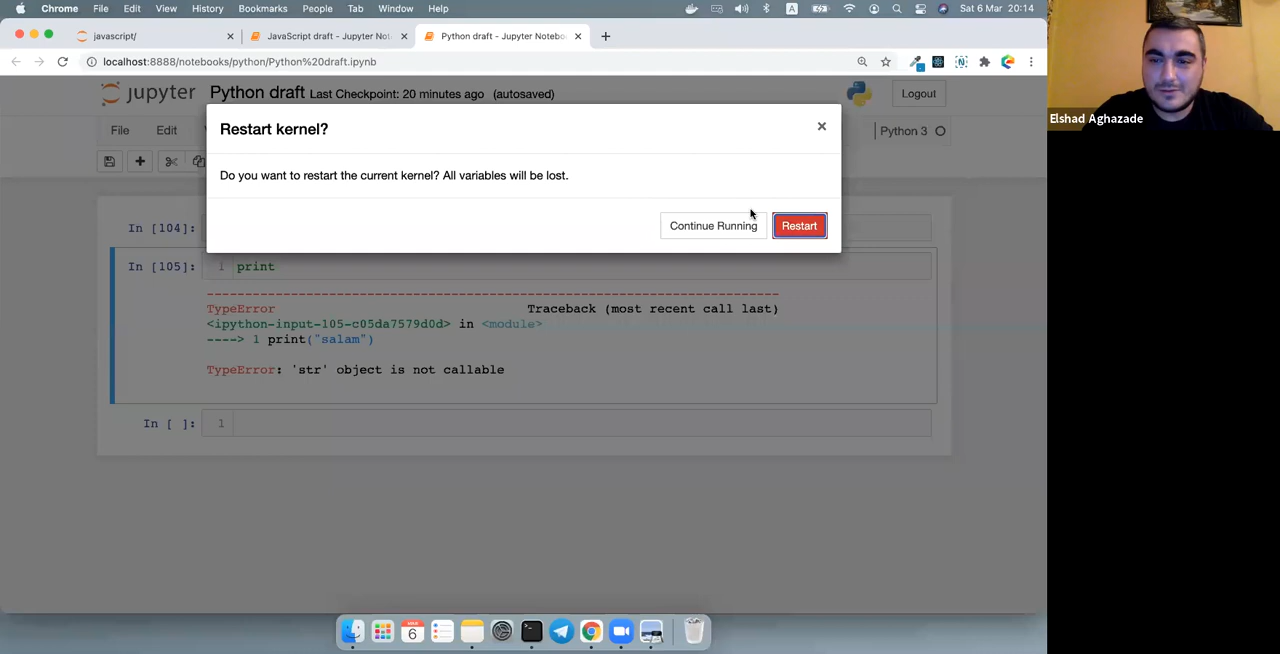 Chrome File Edit View History Bookmarks People Tab Window Help
A
Sat 6 Mar 20:14
javascript/
JavaScript draft - Jupyter Not
Python draft - Jupyter Notebo
localhost:8888/notebooks/python/Python%20draft.ipynb
jupyter Python draft Last Checkpoint: 20 minutes ago (autosaved)
Logout
File Edit
Python 3
Restart kernel?
Do you want to restart the current kernel? All variables will be lost.
Continue Running
Restart
In [104]:
In [105]: 1 print
TypeError Traceback (most recent call last)
<ipython-input-105-c05da7579d0d> in <module>
----> 1 print("salam")
TypeError: 'str' object is not callable
In [ ]: 1
6
Elshad Aghazade